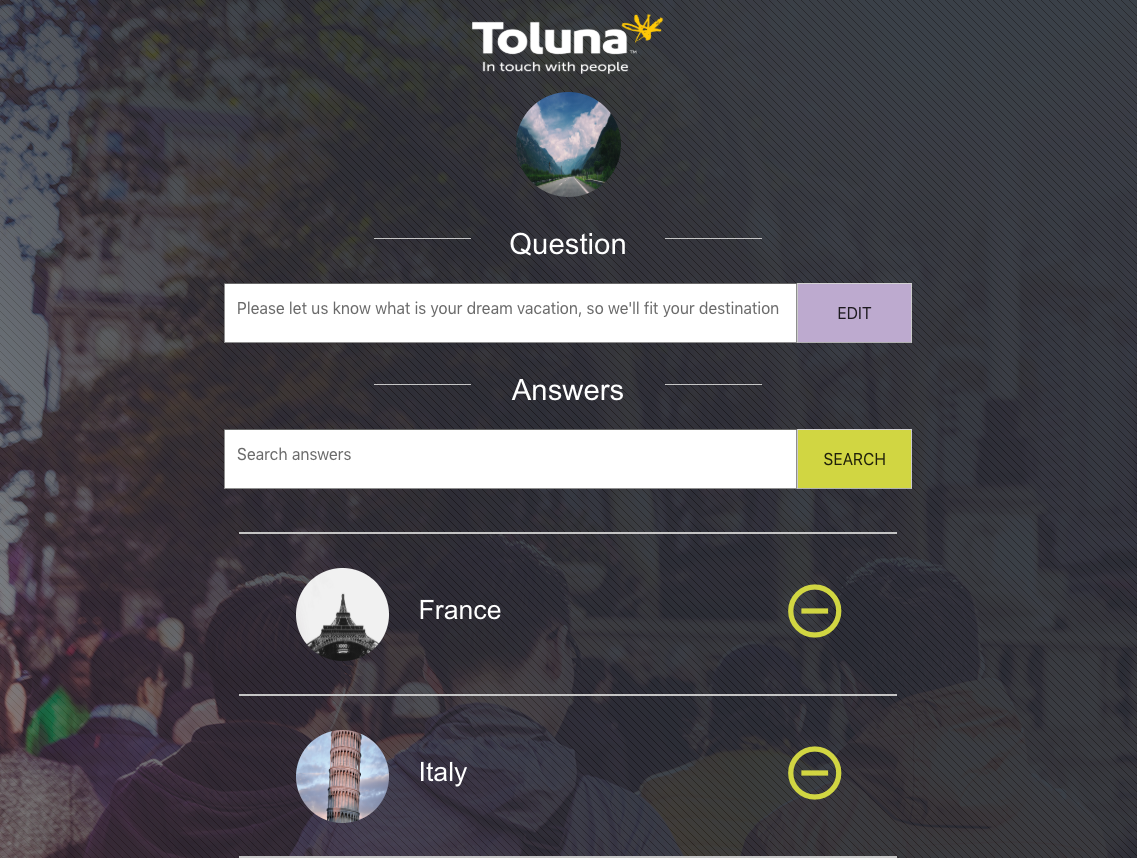 Toluna™
In touch with people
Question
Please let us know what is your dream vacation, so we'll fit your destination
EDIT
Answers
Search answers
SEARCH
France
Italy